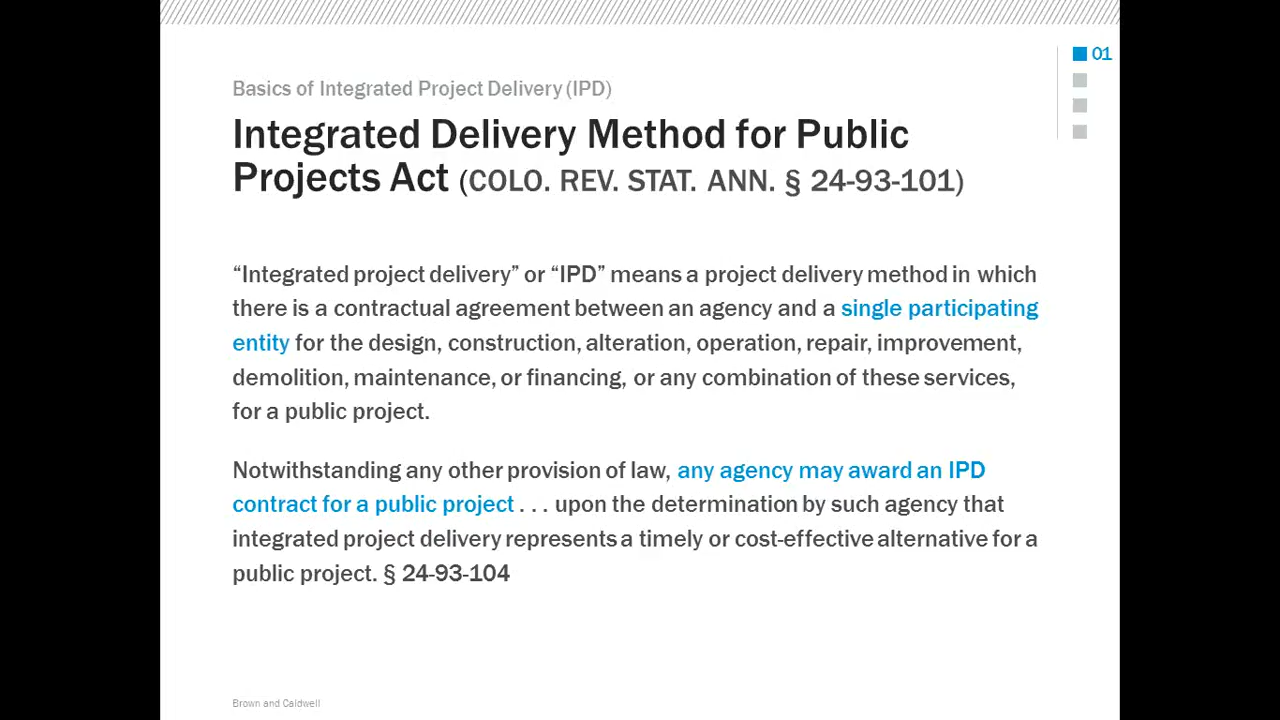 01
Basics of Integrated Project Delivery (IPD)
Integrated Delivery Method for Public
Projects Act (COLO. REV. STAT. ANN. § 24-93-101)
“Integrated project delivery” or “IPD” means a project delivery method in which
there is a contractual agreement between an agency and a single participating
entity for the design, construction, alteration, operation, repair, improvement,
demolition, maintenance, or financing, or any combination of these services,
for a public project.
Notwithstanding any other provision of law, any agency may award an IPD
contract for a public project . . . upon the determination by such agency that
integrated project delivery represents a timely or cost-effective alternative for a
public project. § 24-93-104
Brown and Caldwell